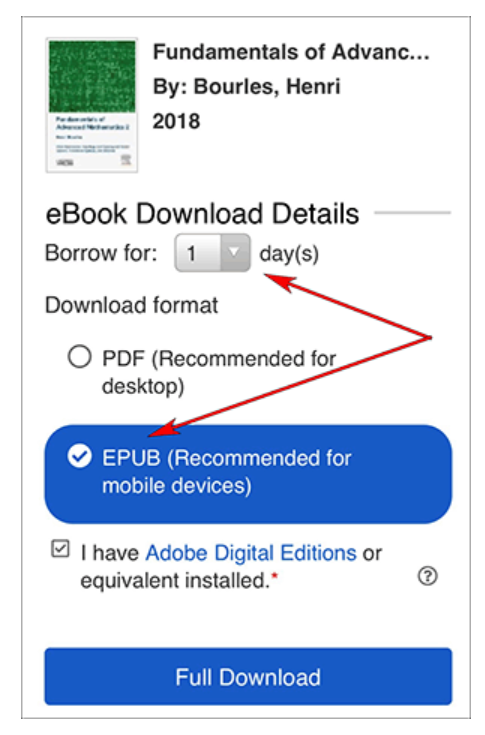 Fundamentals of Advanc...
By: Bourles, Henri
2018
Fundamentals of
Advanced Mathematics 2
Henri Bourles
eBook Download Details
Borrow for: 1 day(s)
Download format
PDF (Recommended for
desktop)
EPUB (Recommended for
mobile devices)
I have Adobe Digital Editions or
equivalent installed.*
?
Full Download